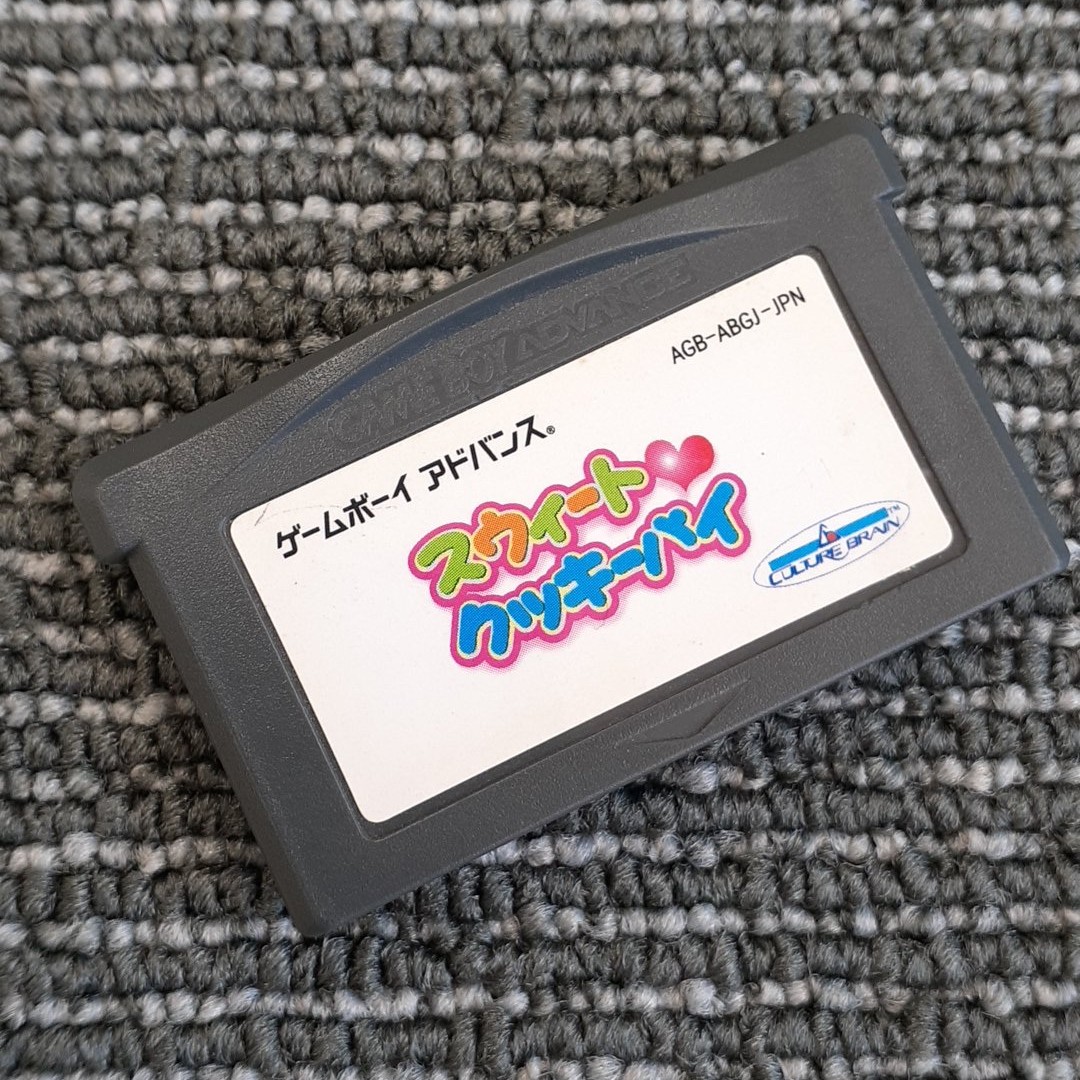 GAME BOY ADVANCE
AGB-ABGJ-JPN
ゲームボーイ アドバンス®
スウィート
クッキーパイ
CULTURE BRAIN™